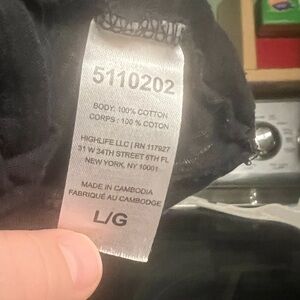 5110202
BODY: 100% COTTON
CORPS : 100 % COTON
HIGHLIFE LLC | RN 117927
31 W 34TH STREET 6TH FL
NEW YORK, NY 10001
MADE IN CAMBODIA
FABRIQUÉ AU CAMBODGE
L/G